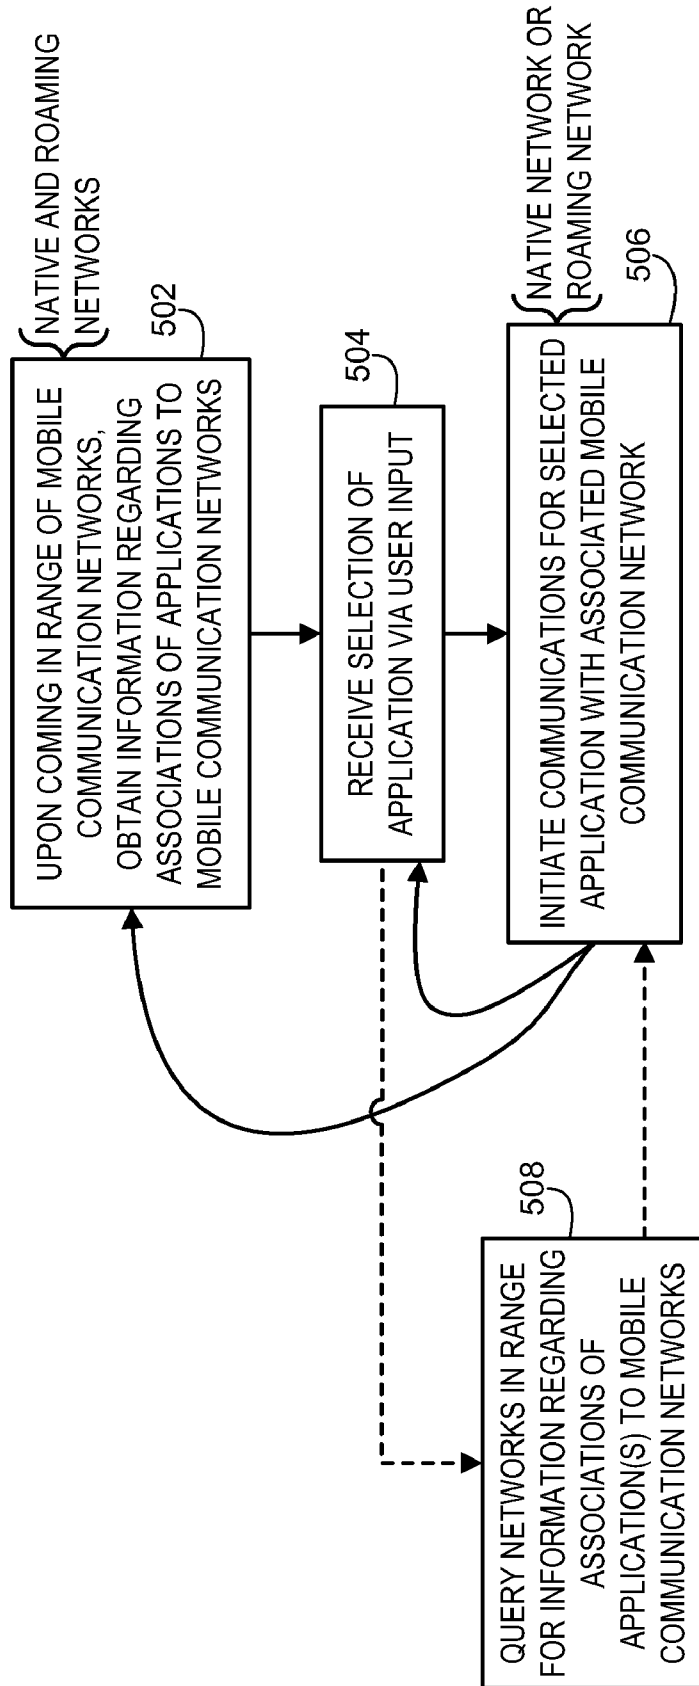 UPON COMING IN RANGE OF MOBILE
COMMUNICATION NETWORKS,
OBTAIN INFORMATION REGARDING
ASSOCIATIONS OF APPLICATIONS TO
MOBILE COMMUNICATION NETWORKS
NATIVE AND ROAMING
NETWORKS
502
RECEIVE SELECTION OF
APPLICATION VIA USER INPUT
504
INITIATE COMMUNICATIONS FOR SELECTED
APPLICATION WITH ASSOCIATED MOBILE
COMMUNICATION NETWORK
NATIVE NETWORK OR
ROAMING NETWORK
506
QUERY NETWORKS IN RANGE
FOR INFORMATION REGARDING
ASSOCIATIONS OF
APPLICATION(S) TO MOBILE
COMMUNICATION NETWORKS
508